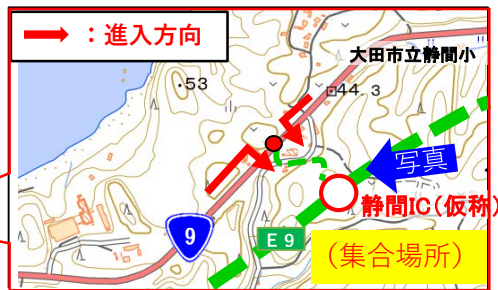 ：進入方向
大田市立静間小
・53
44.3
写真
静間IC(仮称)
9
E9
(集合場所)